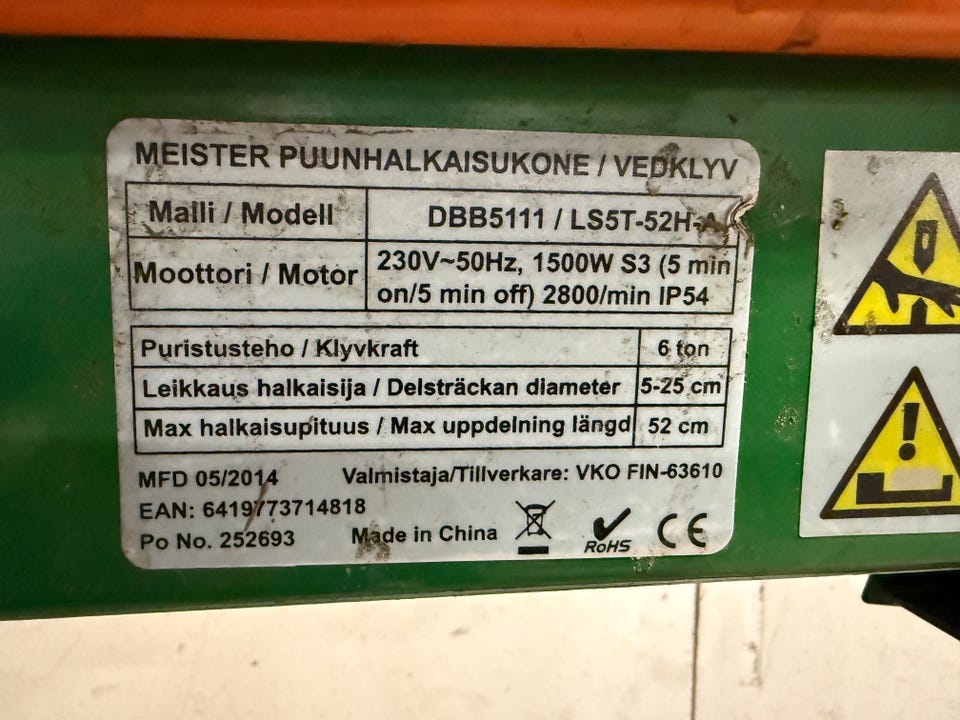 MEISTER PUUNHALKAISUKONE / VEDKLYV
Malli / Modell DBB5111 / LS5T-52H-A
Moottori / Motor 230V~50Hz, 1500W S3 (5 min
on/5 min off) 2800/min IP54
Puristusteho / Klyvkraft 6 ton
Leikkaus halkaisija / Delsträckan diameter 5-25 cm
Max halkaisupituus / Max uppdelning längd 52 cm
MFD 05/2014 Valmistaja/Tillverkare: VKO FIN-63610
EAN: 6419773714818
Po No. 252693 Made in China RoHS CE